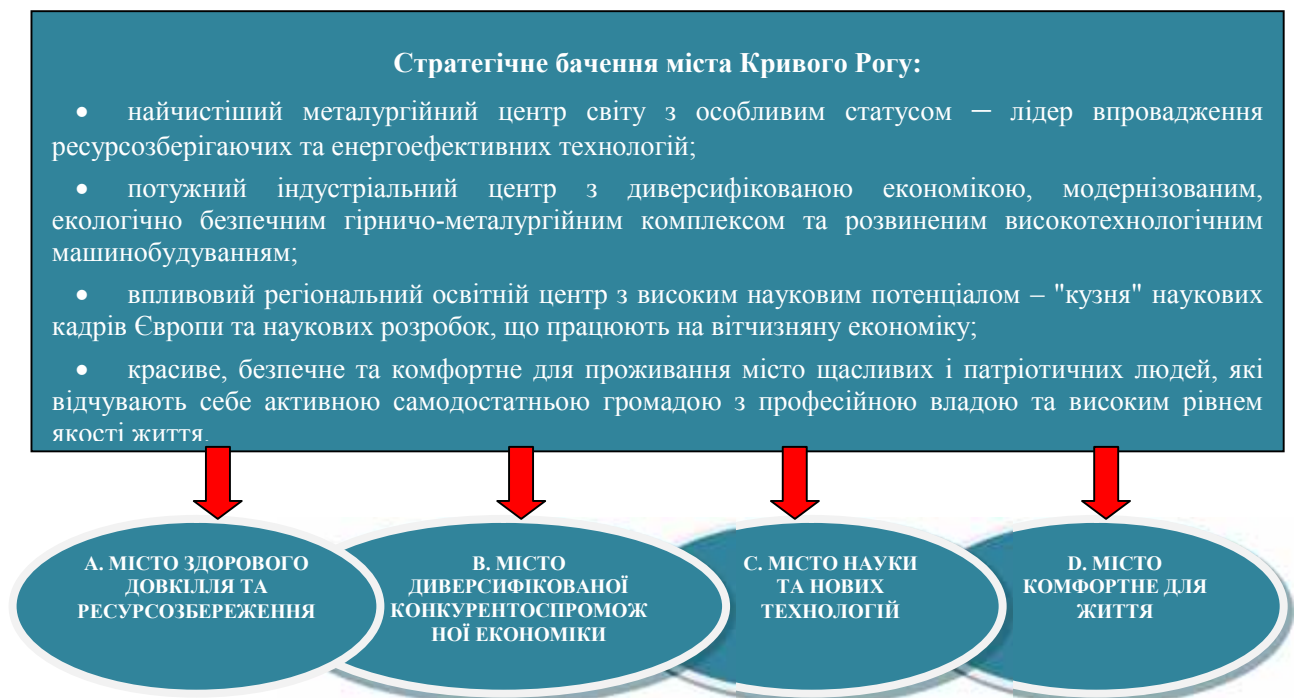 Стратегічне бачення міста Кривого Рогу:
• найчистіший металургійний центр світу з особливим статусом — лідер впровадження
ресурсозберігаючих та енергоефективних технологій;
• потужний індустріальний центр з диверсифікованою економікою, модернізованим,
екологічно безпечним гірничо-металургійним комплексом та розвиненим високотехнологічним
машинобудуванням;
• впливовий регіональний освітній центр з високим науковим потенціалом – "кузня" наукових
кадрів Європи та наукових розробок, що працюють на вітчизняну економіку;
• красиве, безпечне та комфортне для проживання місто щасливих і патріотичних людей, які
відчувають себе активною самодостатньою громадою з професійною владою та високим рівнем
якості життя.
А. МІСТО ЗДОРОВОГО
ДОВКІЛЛЯ ТА
РЕСУРСОЗБЕРЕЖЕННЯ
В. МІСТО
ДИВЕРСИФІКОВАНОЇ
КОНКУРЕНТОСПРОМОЖ
НОЇ ЕКОНОМІКИ
С. МІСТО НАУКИ
ТА НОВИХ
ТЕХНОЛОГІЙ
D. МІСТО
КОМФОРТНЕ ДЛЯ
ЖИТТЯ